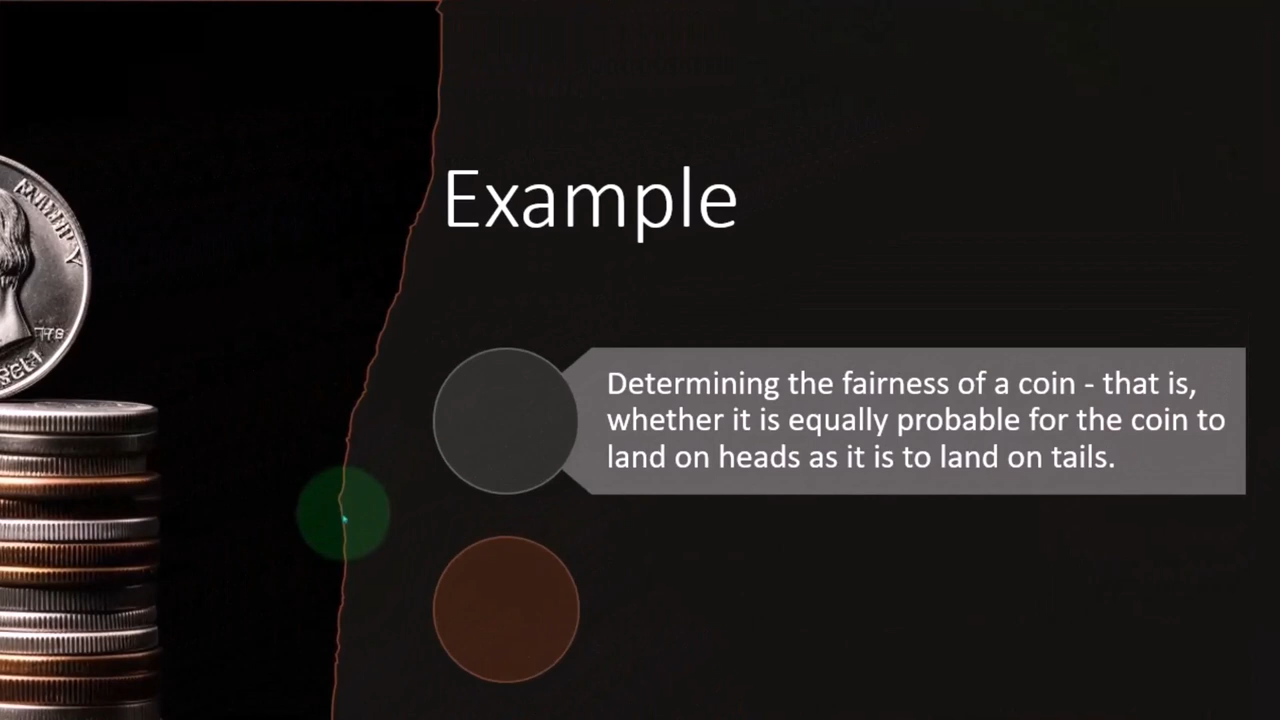 Example
Determining the fairness of a coin - that is,
whether it is equally probable for the coin to
land on heads as it is to land on tails.